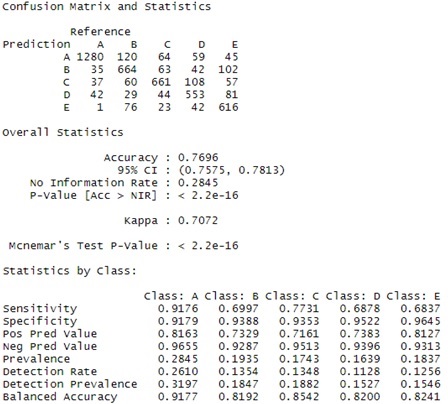 Confusion Matrix and Statistics
Reference
Prediction A B C D E
A 1280 120 64 59 45
B 35 664 63 42 102
C 37 60 661 108 57
D 42 29 44 553 81
E 1 76 23 42 616
Overall Statistics
Accuracy : 0.7696
95% CI : (0.7575, 0.7813)
No Information Rate : 0.2845
P-Value [Acc > NIR] : < 2.2e-16
Kappa : 0.7072
Mcnemar's Test P-Value : < 2.2e-16
Statistics by Class:
Class: A Class: B Class: C Class: D Class: E
Sensitivity 0.9176 0.6997 0.7731 0.6878 0.6837
Specificity 0.9179 0.9388 0.9353 0.9522 0.9645
Pos Pred Value 0.8163 0.7329 0.7161 0.7383 0.8127
Neg Pred Value 0.9655 0.9287 0.9513 0.9396 0.9313
Prevalence 0.2845 0.1935 0.1743 0.1639 0.1837
Detection Rate 0.2610 0.1354 0.1348 0.1128 0.1256
Detection Prevalence 0.3197 0.1847 0.1882 0.1527 0.1546
Balanced Accuracy 0.9177 0.8192 0.8542 0.8200 0.8241